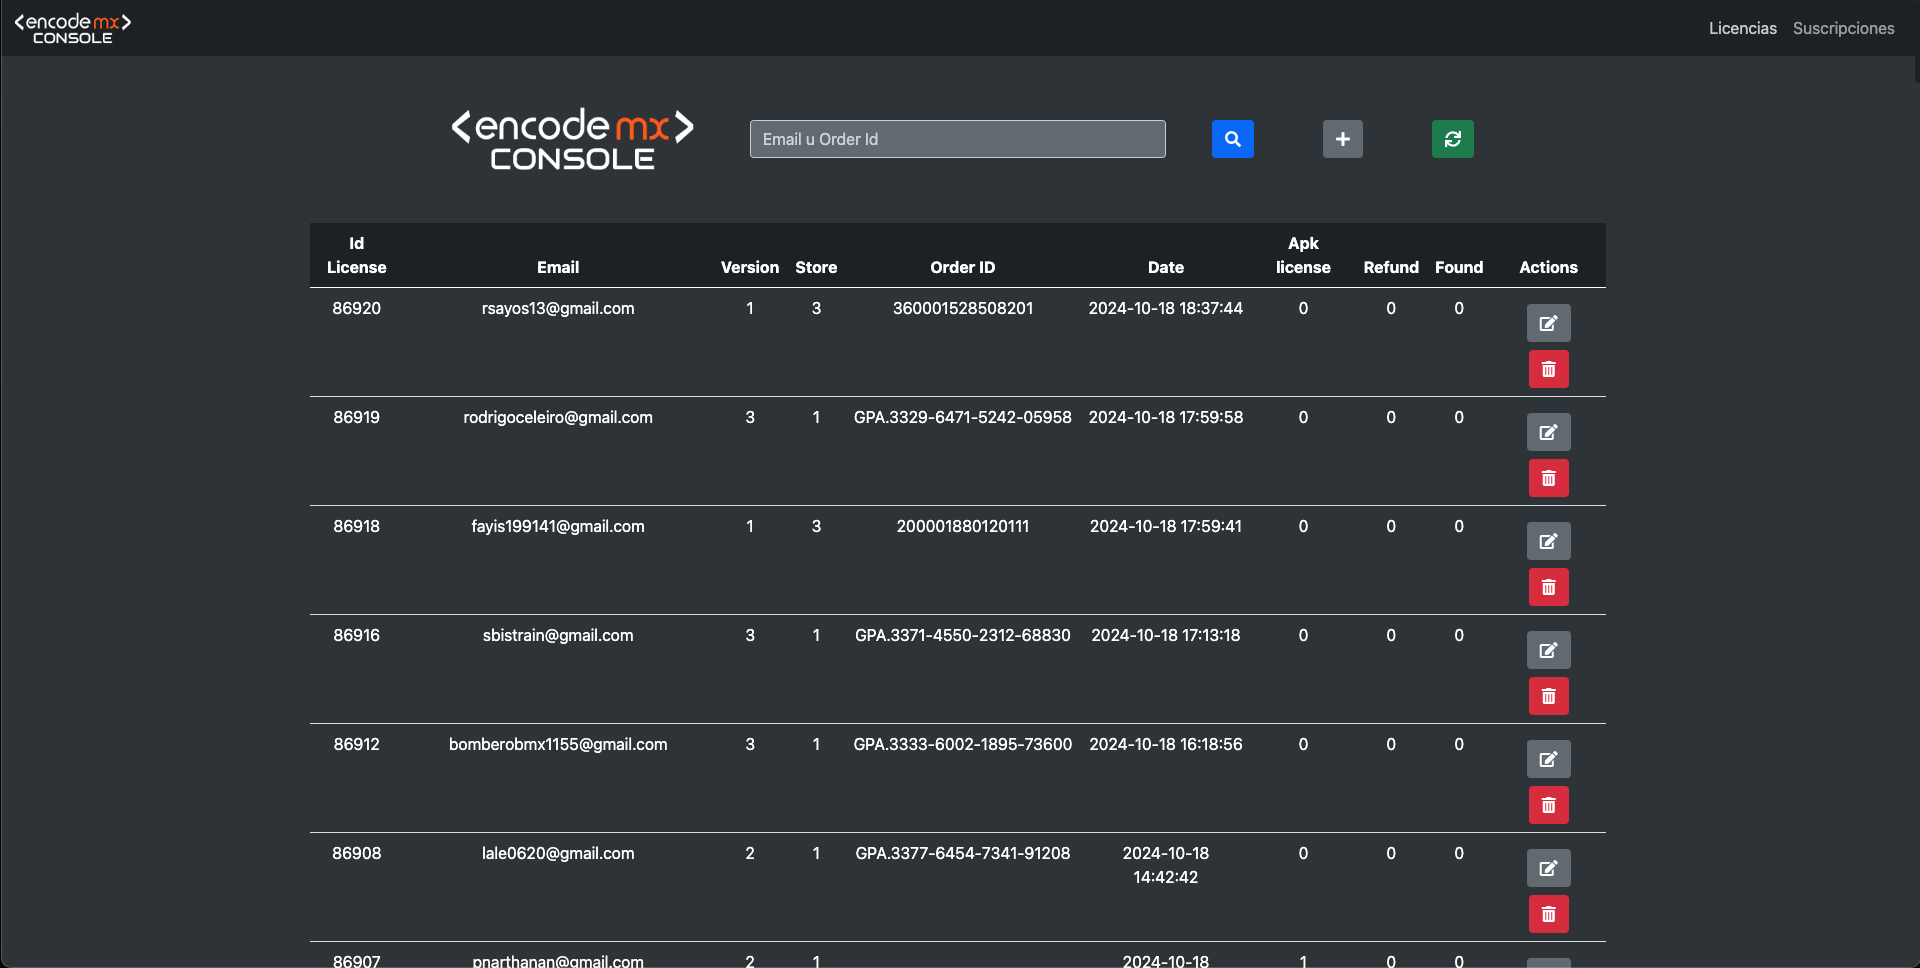 <encodemx>
CONSOLE
Licencias Suscripciones
<encodemx>
CONSOLE
Email u Order Id
Id License Email Version Store Order ID Date Apk license Refund Found Actions
86920 rsayos13@gmail.com 1 3 360001528508201 2024-10-18 18:37:44 0 0 0
86919 rodrigoceleiro@gmail.com 3 1 GPA.3329-6471-5242-05958 2024-10-18 17:59:58 0 0 0
86918 fayis199141@gmail.com 1 3 200001880120111 2024-10-18 17:59:41 0 0 0
86916 sbistrain@gmail.com 3 1 GPA.3371-4550-2312-68830 2024-10-18 17:13:18 0 0 0
86912 bomberobmx1155@gmail.com 3 1 GPA.3333-6002-1895-73600 2024-10-18 16:18:56 0 0 0
86908 lale0620@gmail.com 2 1 GPA.3377-6454-7341-91208 2024-10-18 14:42:42 0 0 0
86907 pnarthanan@gmail.com 2 1 2024-10-18 1 0 0